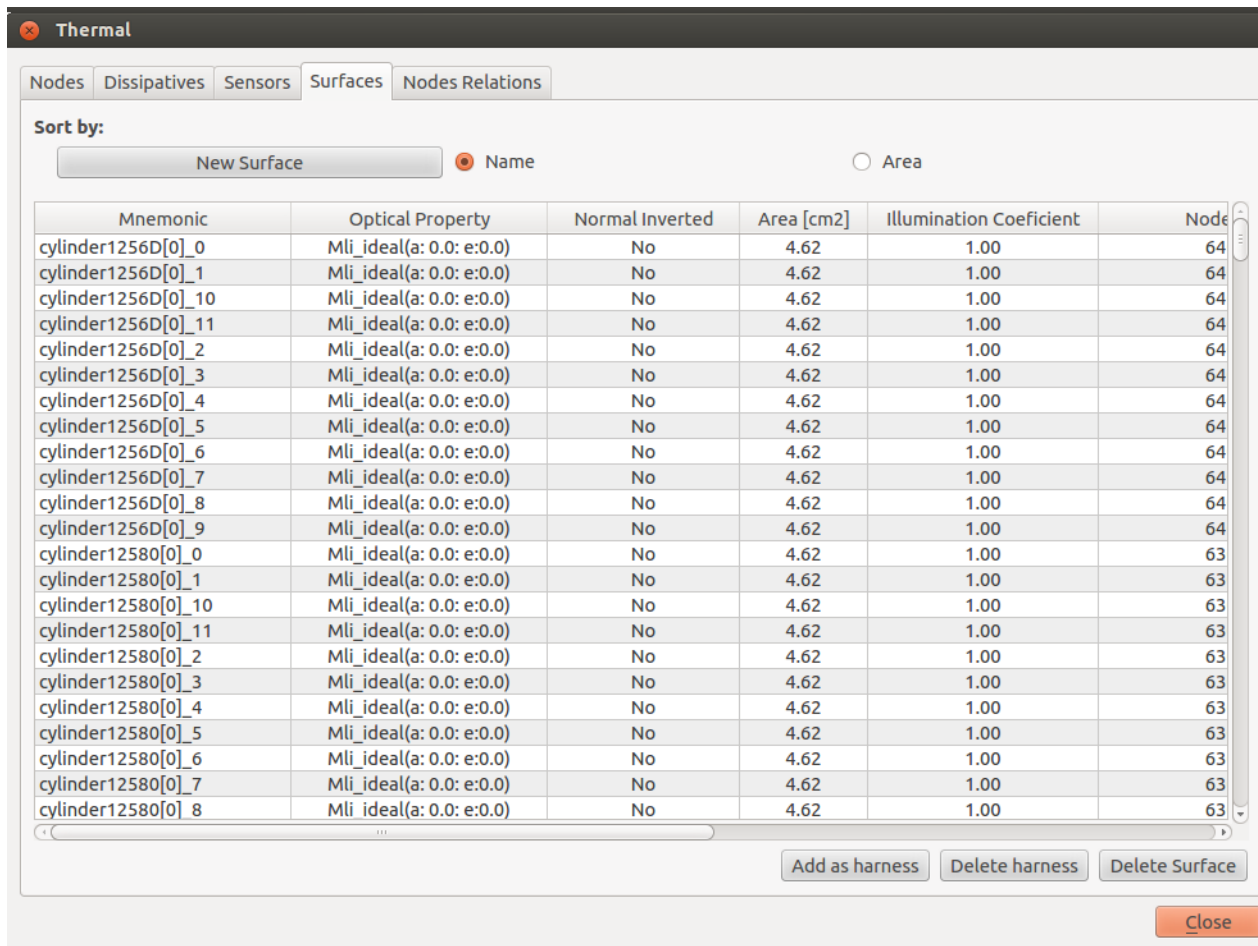 Thermal
Nodes Dissipatives Sensors Surfaces Nodes Relations
Sort by:
New Surface Name Area
Mnemonic Optical Property Normal Inverted Area [cm2] Illumination Coeficient Node
cylinder1256D[0]_0 Mli_ideal(a: 0.0: e:0.0) No 4.62 1.00 64
cylinder1256D[0]_1 Mli_ideal(a: 0.0: e:0.0) No 4.62 1.00 64
cylinder1256D[0]_10 Mli_ideal(a: 0.0: e:0.0) No 4.62 1.00 64
cylinder1256D[0]_11 Mli_ideal(a: 0.0: e:0.0) No 4.62 1.00 64
cylinder1256D[0]_2 Mli_ideal(a: 0.0: e:0.0) No 4.62 1.00 64
cylinder1256D[0]_3 Mli_ideal(a: 0.0: e:0.0) No 4.62 1.00 64
cylinder1256D[0]_4 Mli_ideal(a: 0.0: e:0.0) No 4.62 1.00 64
cylinder1256D[0]_5 Mli_ideal(a: 0.0: e:0.0) No 4.62 1.00 64
cylinder1256D[0]_6 Mli_ideal(a: 0.0: e:0.0) No 4.62 1.00 64
cylinder1256D[0]_7 Mli_ideal(a: 0.0: e:0.0) No 4.62 1.00 64
cylinder1256D[0]_8 Mli_ideal(a: 0.0: e:0.0) No 4.62 1.00 64
cylinder1256D[0]_9 Mli_ideal(a: 0.0: e:0.0) No 4.62 1.00 64
cylinder12580[0]_0 Mli_ideal(a: 0.0: e:0.0) No 4.62 1.00 63
cylinder12580[0]_1 Mli_ideal(a: 0.0: e:0.0) No 4.62 1.00 63
cylinder12580[0]_10 Mli_ideal(a: 0.0: e:0.0) No 4.62 1.00 63
cylinder12580[0]_11 Mli_ideal(a: 0.0: e:0.0) No 4.62 1.00 63
cylinder12580[0]_2 Mli_ideal(a: 0.0: e:0.0) No 4.62 1.00 63
cylinder12580[0]_3 Mli_ideal(a: 0.0: e:0.0) No 4.62 1.00 63
cylinder12580[0]_4 Mli_ideal(a: 0.0: e:0.0) No 4.62 1.00 63
cylinder12580[0]_5 Mli_ideal(a: 0.0: e:0.0) No 4.62 1.00 63
cylinder12580[0]_6 Mli_ideal(a: 0.0: e:0.0) No 4.62 1.00 63
cylinder12580[0]_7 Mli_ideal(a: 0.0: e:0.0) No 4.62 1.00 63
cylinder12580[0]_8 Mli_ideal(a: 0.0: e:0.0) No 4.62 1.00 63
Add as harness Delete harness Delete Surface
Close